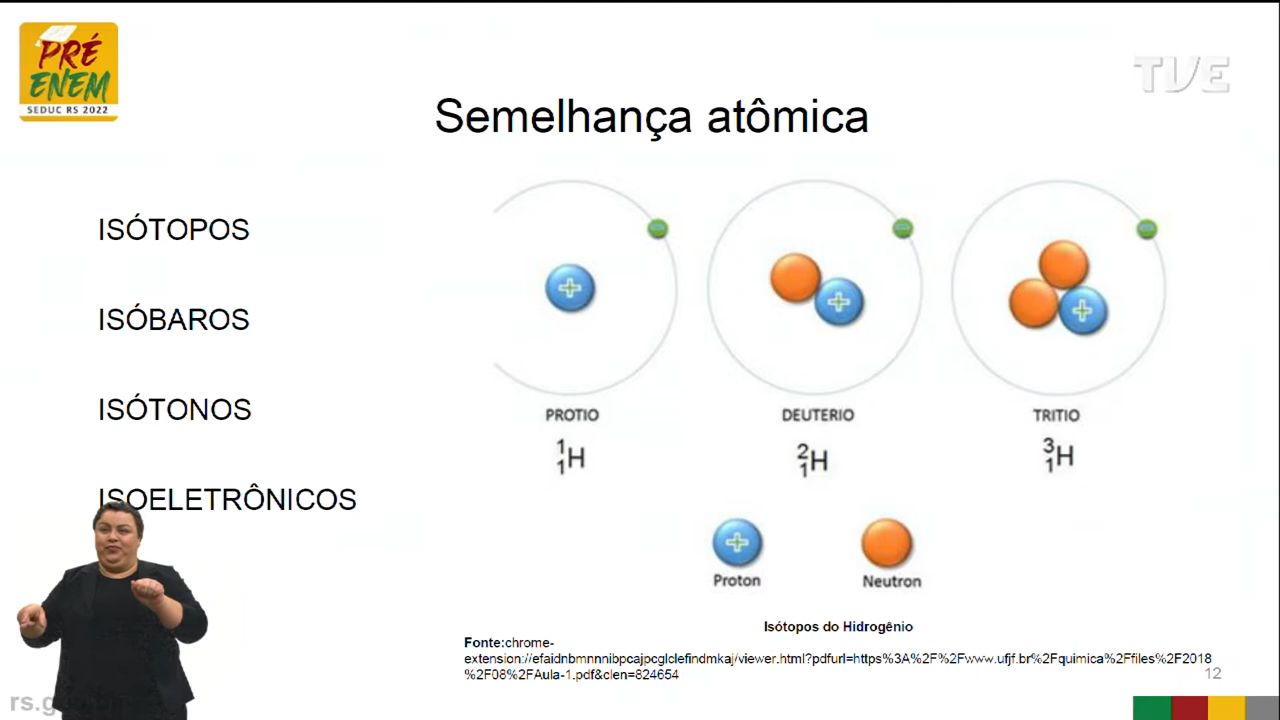 PRÉ
ENEM
SEDUC RS 2022
TVE
Semelhança atômica
ISÓTOPOS
ISÓBAROS
ISÓTONOS
ISOELETRÔNICOS
PROTIO
DEUTERIO
TRITIO
¹₁H
²₁H
³₁H
Proton
Neutron
Isótopos do Hidrogênio
Fonte:chrome-
extension://efaidnbmnnnibpcajpcglclefindmkaj/viewer.html?pdfurl=https%3A%2F%2Fwww.ufjf.br%2Fquimica%2Ffiles%2F2018
%2F08%2FAula-1.pdf&clen=824654
12